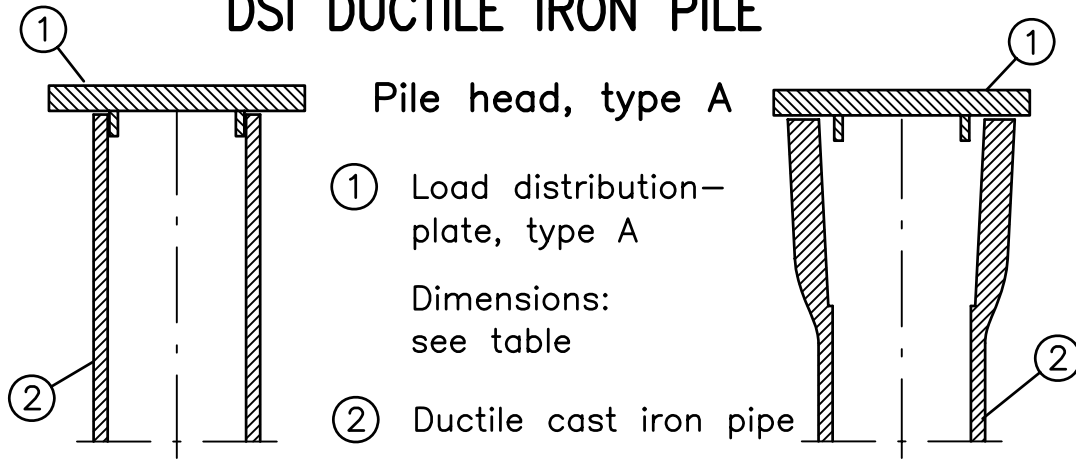 DSI DUCTILE IRON PILE
1
1
Pile head, type A
1 Load distribution–
plate, type A
Dimensions:
see table
2
2
2 Ductile cast iron pipe